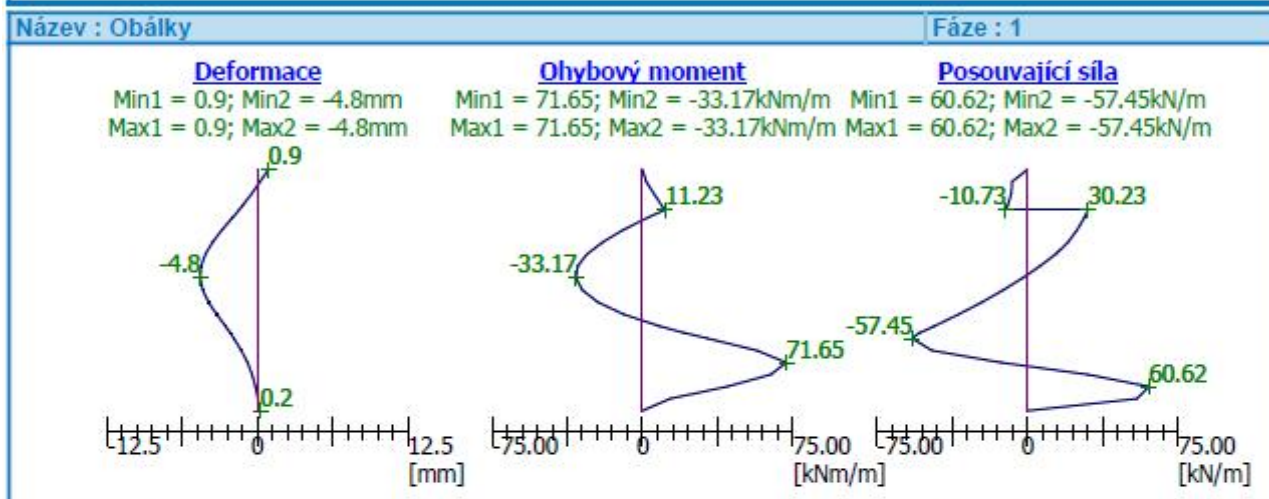 Název : Obálky Fáze : 1
Deformace Ohybový moment Posouvající síla
Min1 = 0.9; Min2 = -4.8mm Min1 = 71.65; Min2 = -33.17kNm/m Min1 = 60.62; Min2 = -57.45kN/m
Max1 = 0.9; Max2 = -4.8mm Max1 = 71.65; Max2 = -33.17kNm/m Max1 = 60.62; Max2 = -57.45kN/m
0.9
11.23 -10.73 30.23
-4.8 -33.17
-57.45
71.65
60.62
0.2
-12.5 0 12.5 -75.00 0 75.00 -75.00 0 75.00
[mm] [kNm/m] [kN/m]